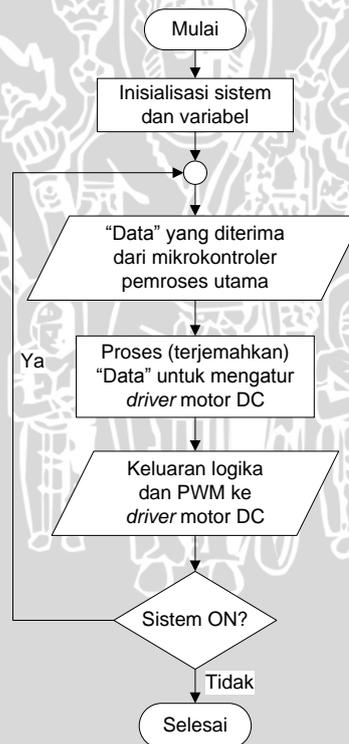 Mulai
Inisialisasi sistem
dan variabel
“Data” yang diterima
dari mikrokontroler
pemroses utama
Ya
Proses (terjemahkan)
“Data” untuk mengatur
driver motor DC
Keluaran logika
dan PWM ke
driver motor DC
Sistem ON?
Tidak
Selesai